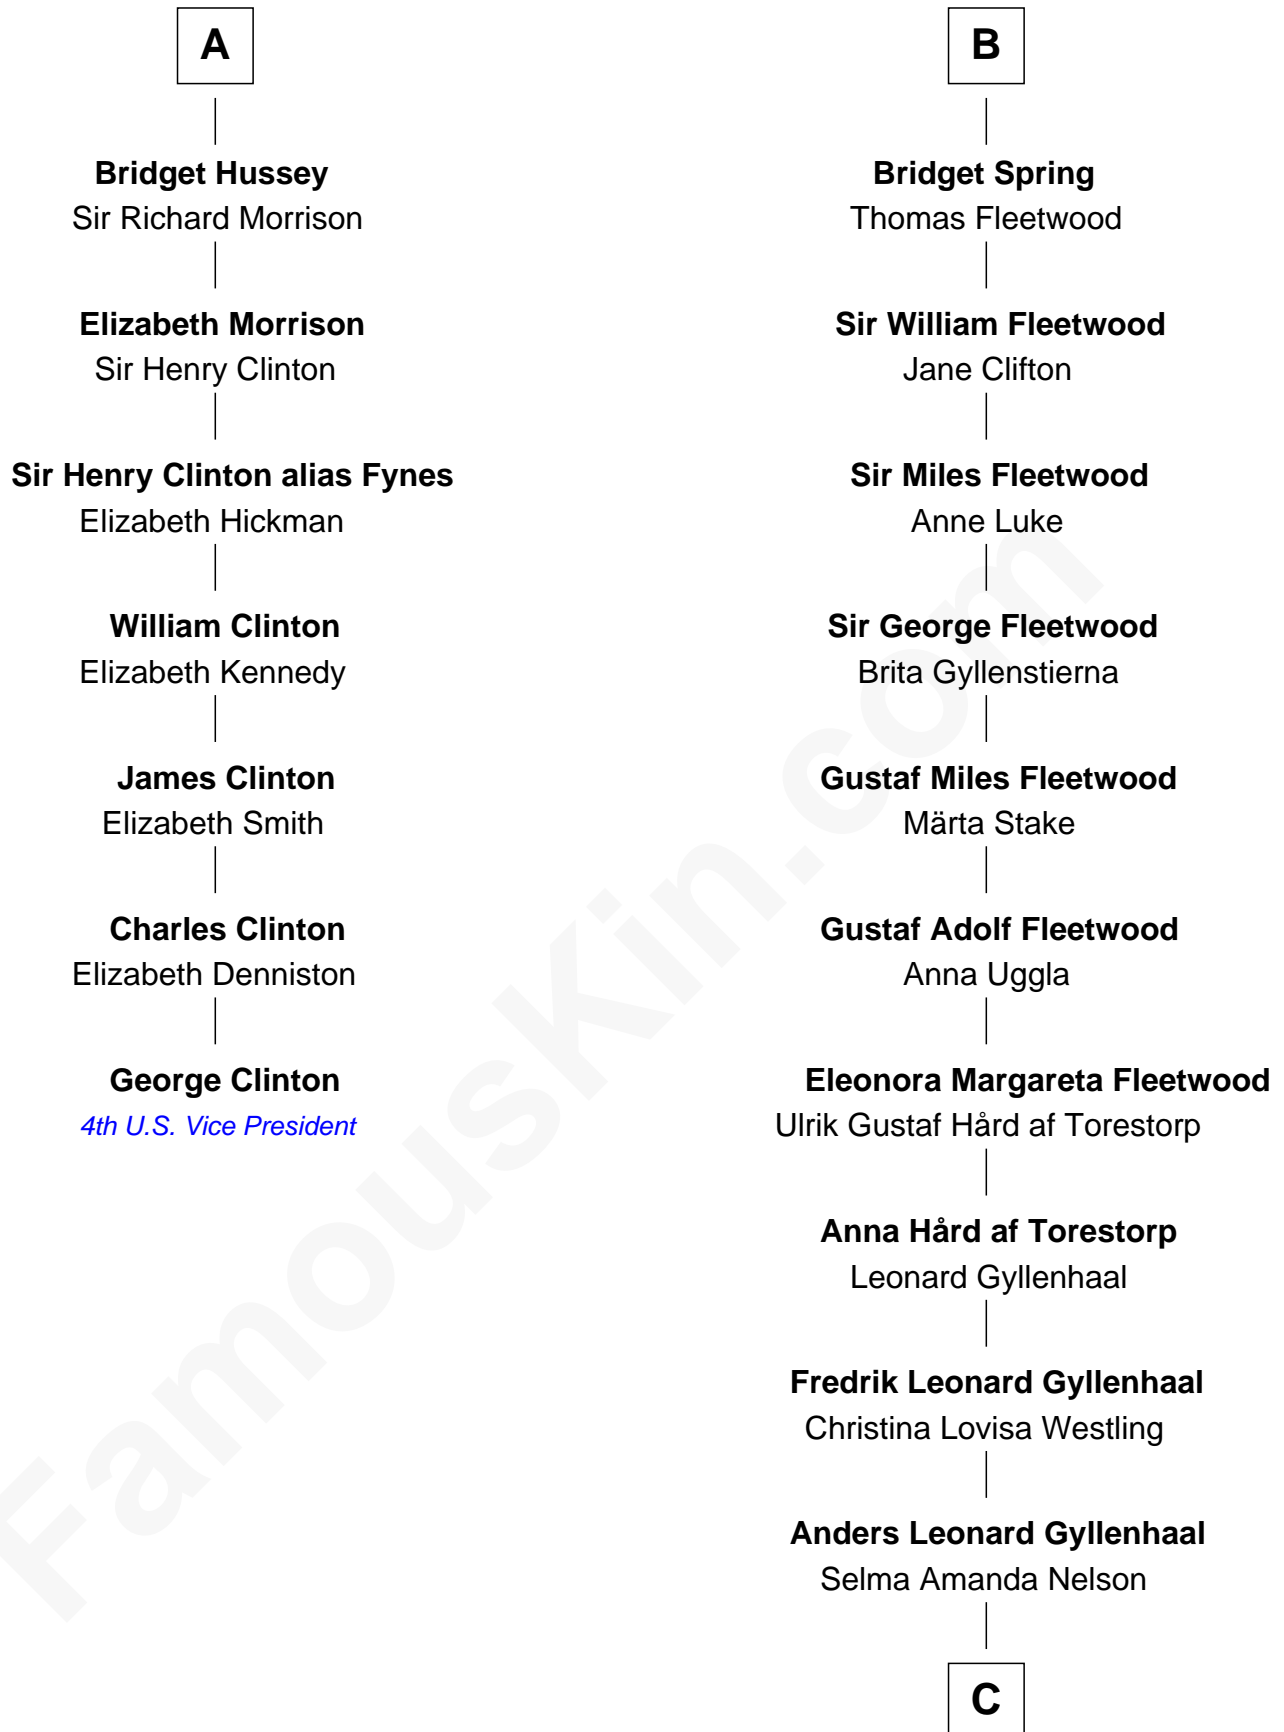 A
Bridget Hussey
Sir Richard Morrison
Elizabeth Morrison
Sir Henry Clinton
Sir Henry Clinton alias Fynes
Elizabeth Hickman
William Clinton
Elizabeth Kennedy
James Clinton
Elizabeth Smith
Charles Clinton
Elizabeth Denniston
George Clinton
4th U.S. Vice President
B
Bridget Spring
Thomas Fleetwood
Sir William Fleetwood
Jane Clifton
Sir Miles Fleetwood
Anne Luke
Sir George Fleetwood
Brita Gyllenstierna
Gustaf Miles Fleetwood
Märta Stake
Gustaf Adolf Fleetwood
Anna Uggla
Eleonora Margareta Fleetwood
Ulrik Gustaf Hård af Torestorp
Anna Hård af Torestorp
Leonard Gyllenhaal
Fredrik Leonard Gyllenhaal
Christina Lovisa Westling
Anders Leonard Gyllenhaal
Selma Amanda Nelson
C
FamousKin.com